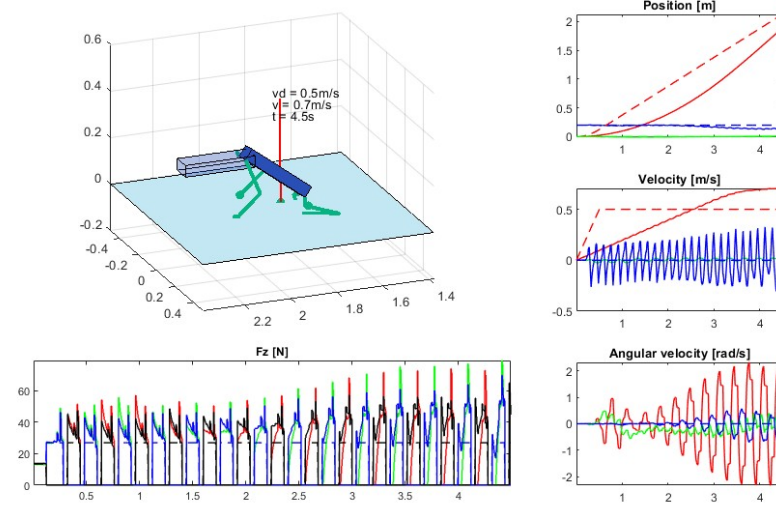 0.6
0.4
0.2
0
-0.2
-0.4
-0.2
0
0.2
0.4
2.2
2
1.8
1.6
1.4
vd = 0.5m/s
v = 0.7m/s
t = 4.5s
Position [m]
2
1.5
1
0.5
0
1 2 3 4
Velocity [m/s]
0.5
0
-0.5
1 2 3 4
Fz [N]
60
40
20
0
0.5 1 1.5 2 2.5 3 3.5 4
Angular velocity [rad/s]
2
1
0
-1
-2
1 2 3 4